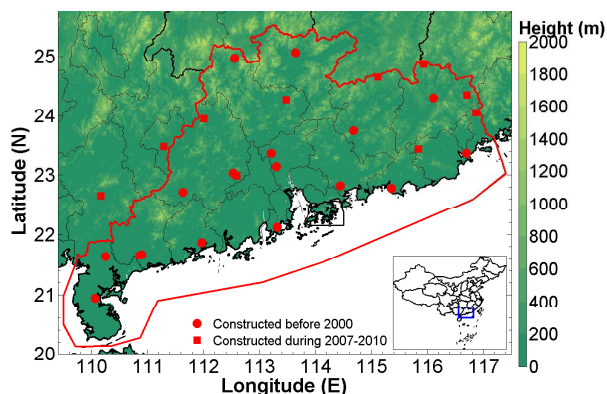 Height (m)
2000
1800
1600
1400
1200
1000
800
600
400
200
0
Latitude (N)
25
24
23
22
21
20
Constructed before 2000
Constructed during 2007-2010
110 111 112 113 114 115 116 117
Longitude (E)